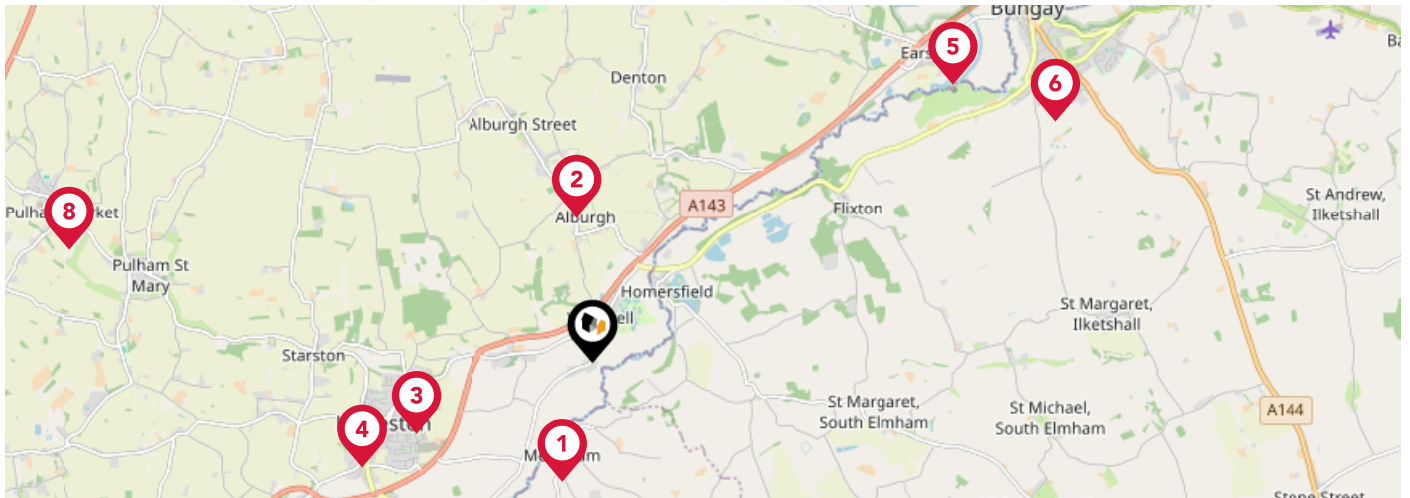 Bungay
5
Denton
6
Alburgh Street
2
St Andrew,
Ilketshall
8
A143
Flixton
Alburgh
Pulham St
Mary
Homersfield
St Margaret,
Ilketshall
Starston
3
St Margaret,
South Elmham
St Michael,
South Elmham
A144
4
1